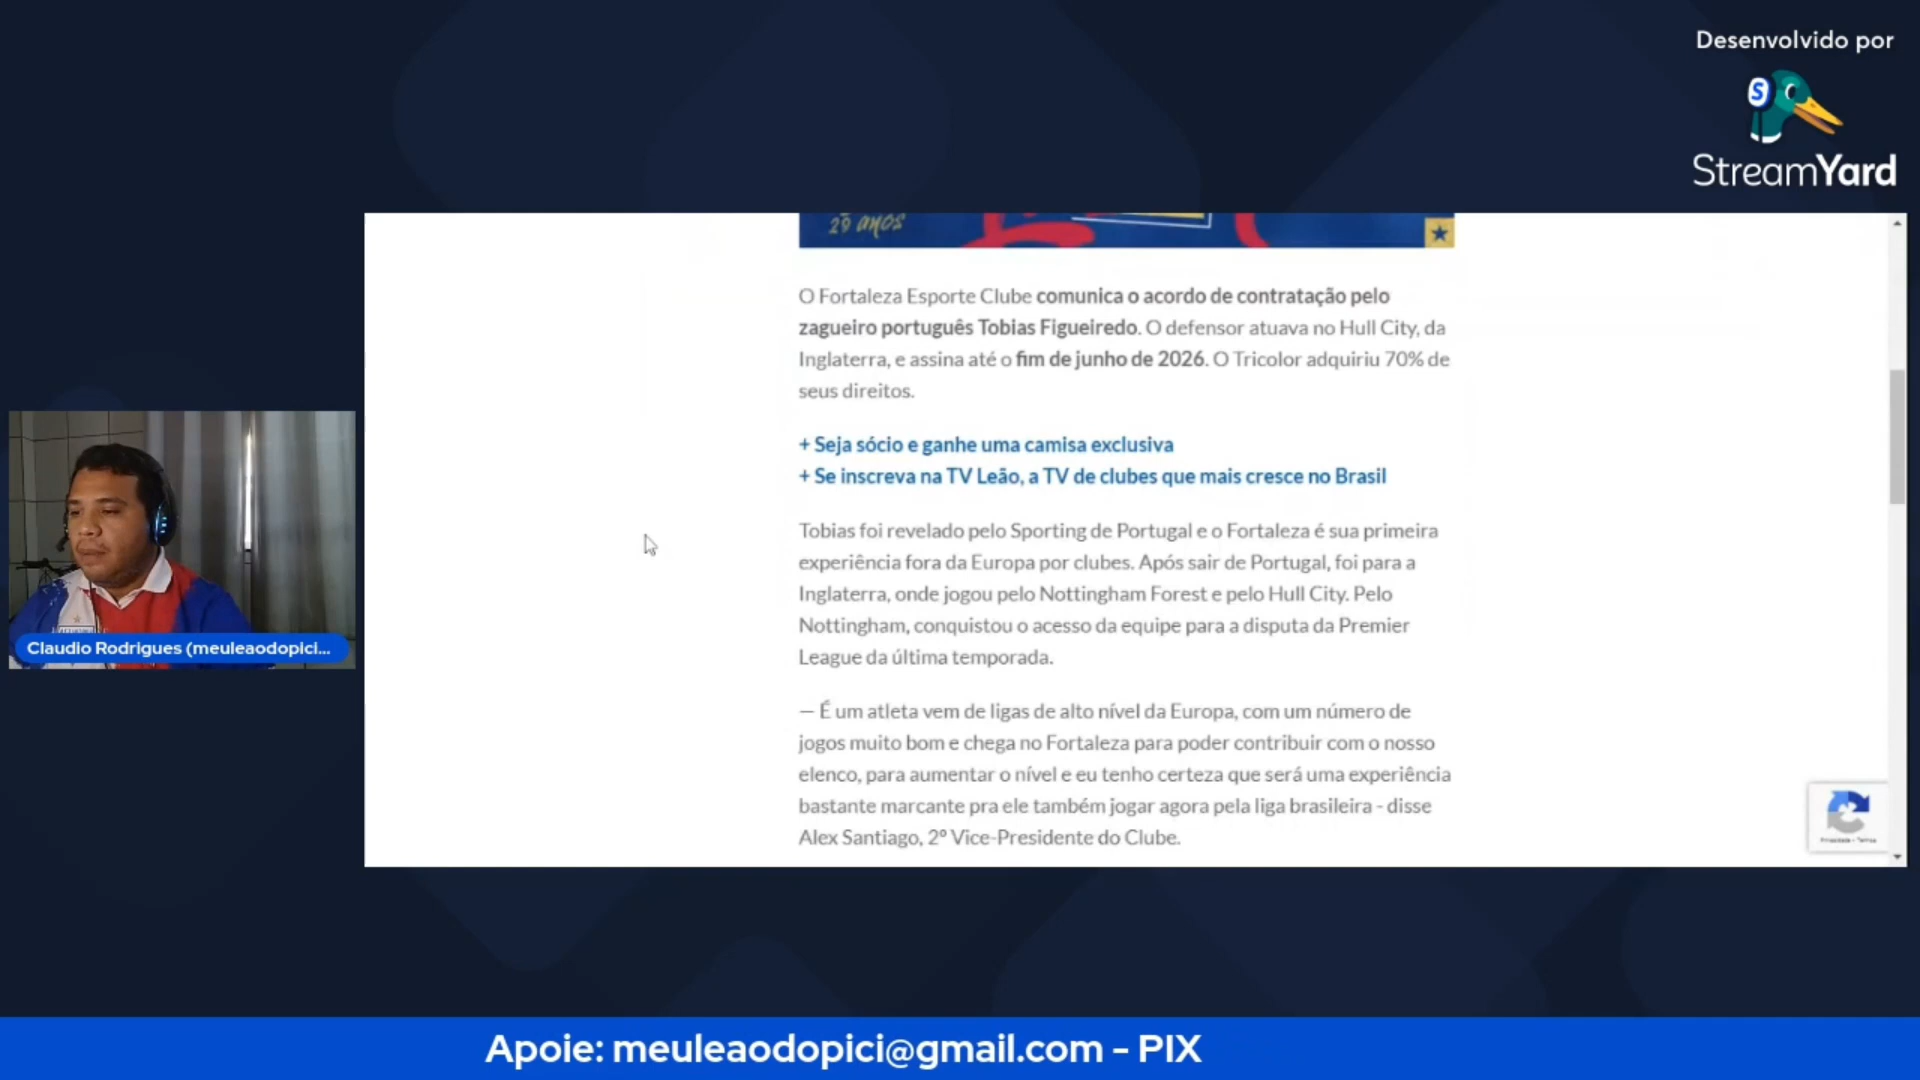 Desenvolvido por
S
StreamYard
29 anos
O Fortaleza Esporte Clube comunica o acordo de contratação pelo
zagueiro português Tobias Figueiredo. O defensor atuava no Hull City, da
Inglaterra, e assina até o fim de junho de 2026. O Tricolor adquiriu 70% de
seus direitos.
+ Seja sócio e ganhe uma camisa exclusiva
+ Se inscreva na TV Leão, a TV de clubes que mais cresce no Brasil
Tobias foi revelado pelo Sporting de Portugal e o Fortaleza é sua primeira
experiência fora da Europa por clubes. Após sair de Portugal, foi para a
Inglaterra, onde jogou pelo Nottingham Forest e pelo Hull City. Pelo
Nottingham, conquistou o acesso da equipe para a disputa da Premier
League da última temporada.
— É um atleta vem de ligas de alto nível da Europa, com um número de
jogos muito bom e chega no Fortaleza para poder contribuir com o nosso
elenco, para aumentar o nível e eu tenho certeza que será uma experiência
bastante marcante pra ele também jogar agora pela liga brasileira - disse
Alex Santiago, 2º Vice-Presidente do Clube.
Privacidade - Termos
Claudio Rodrigues (meuleaodopici...
Apoie: meuleaodopici@gmail.com - PIX